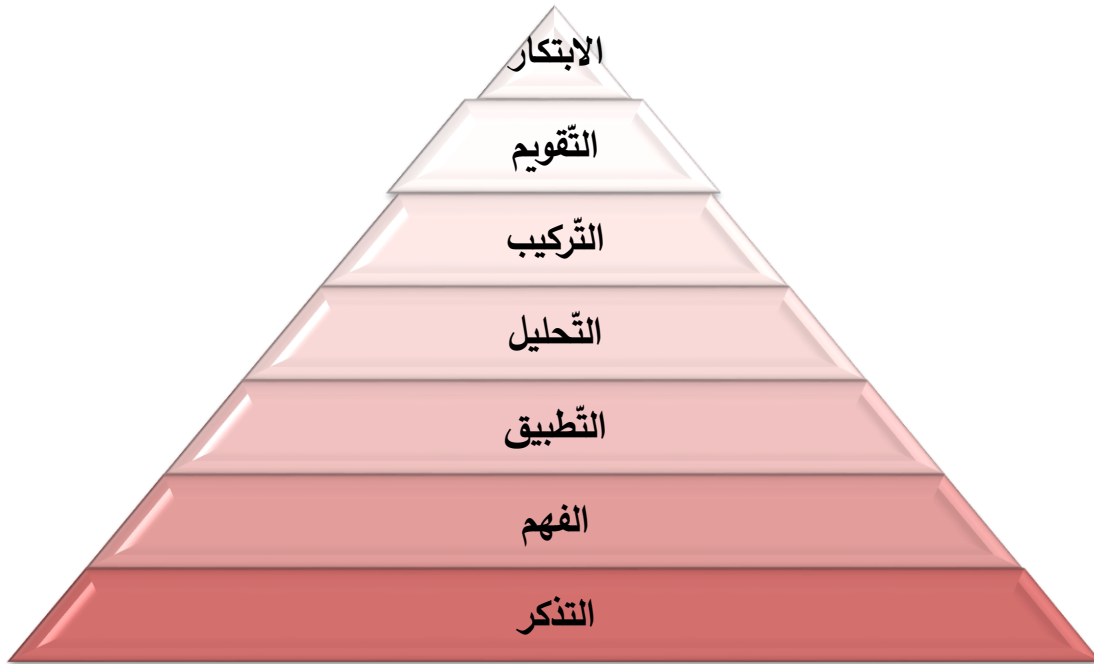 الابتكار
التّقويم
التّركيب
التّحليل
التّطبيق
الفهم
التذكر